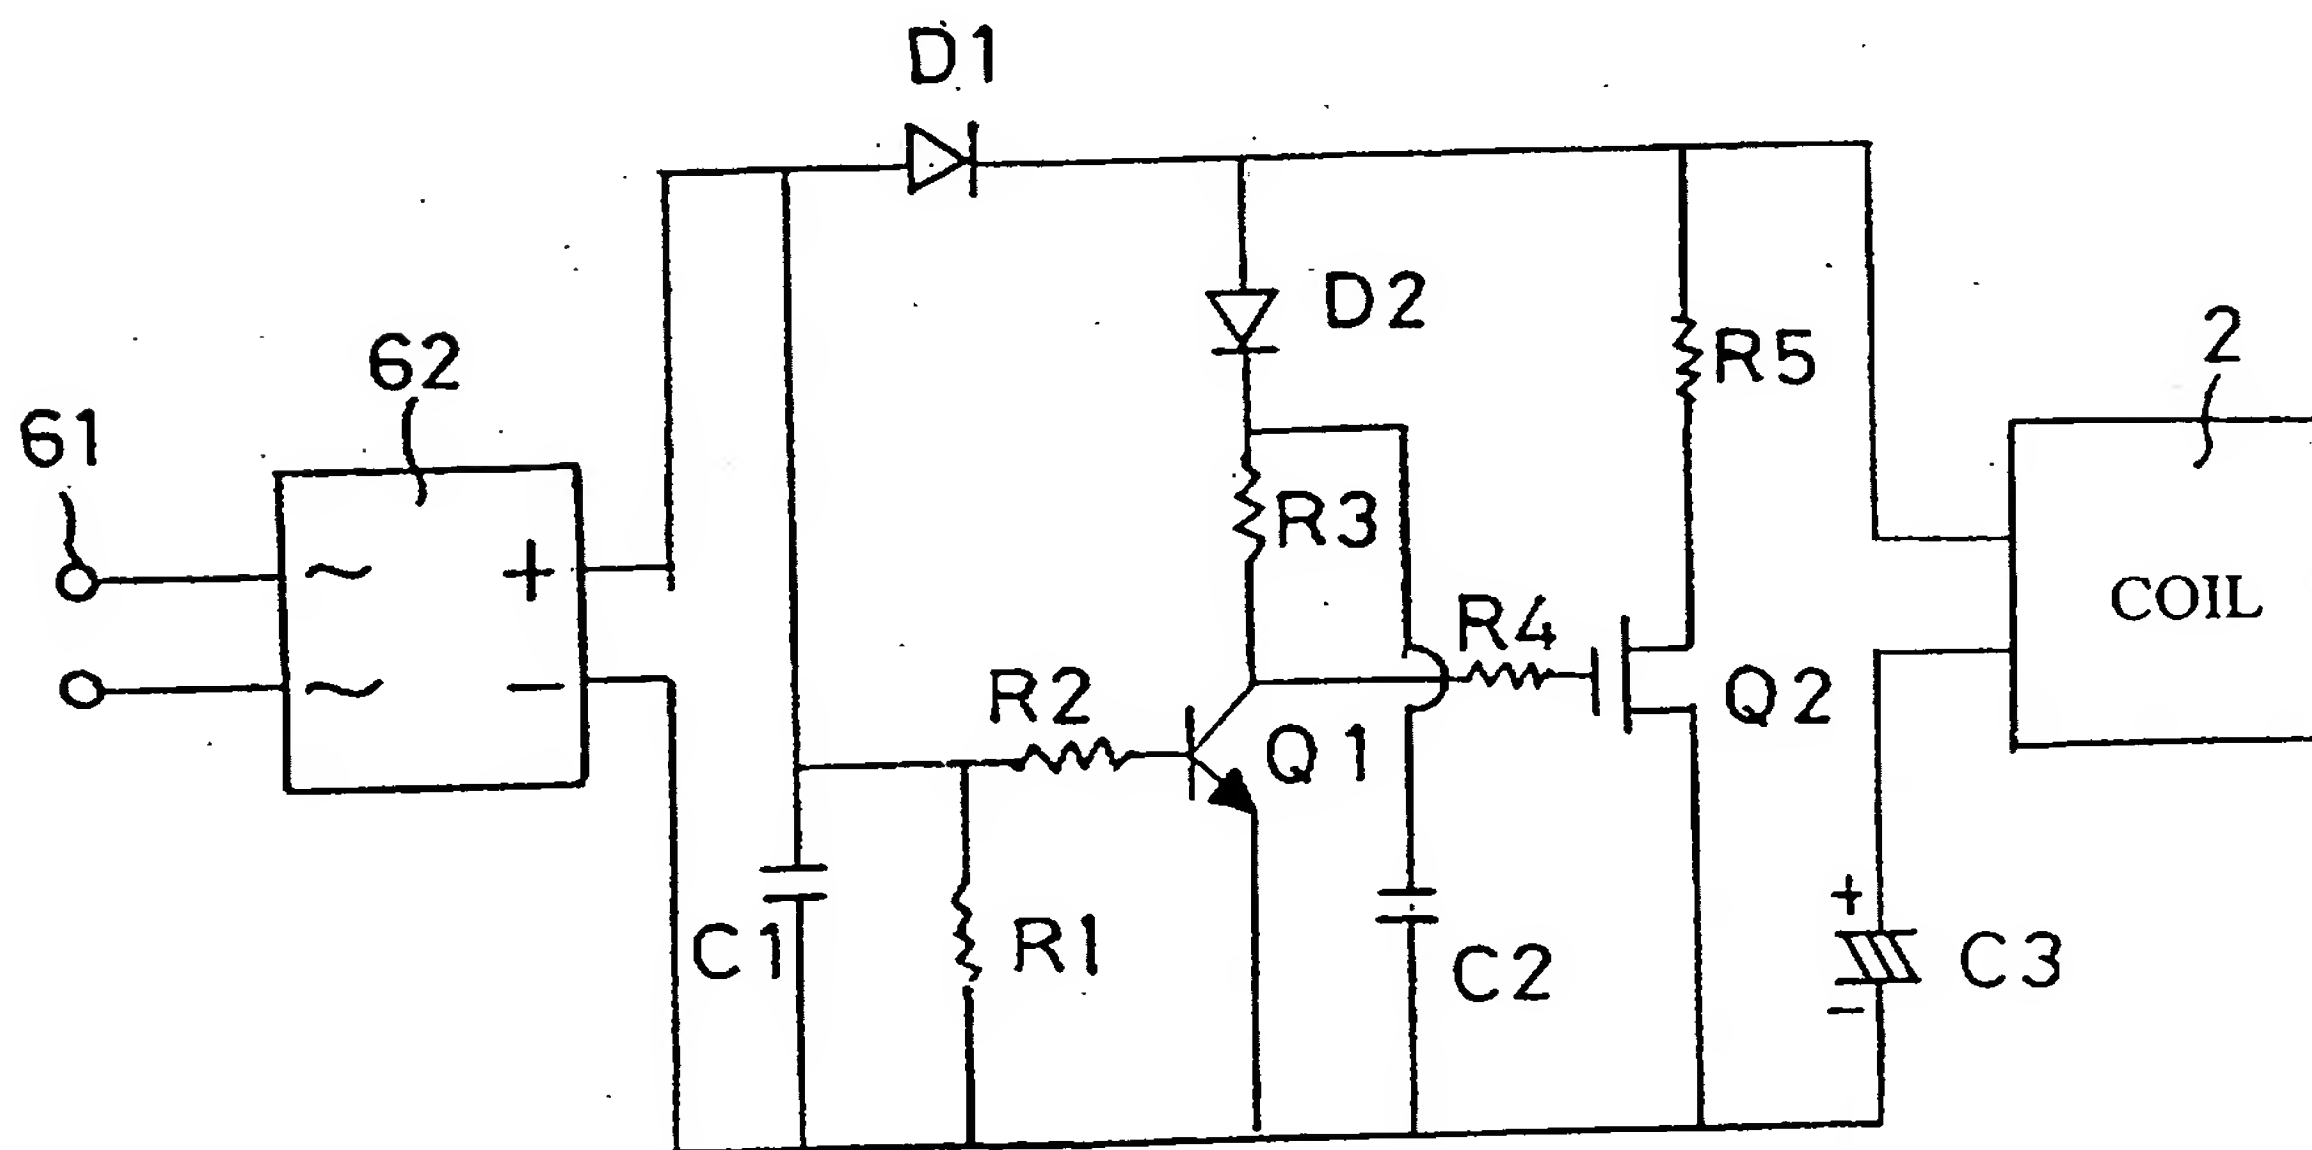 D1
D2
R5
2
62
61
R3
~
+
COIL
R4
~
-
R2
Q2
Q1
+
C1
R1
C2
C3
-